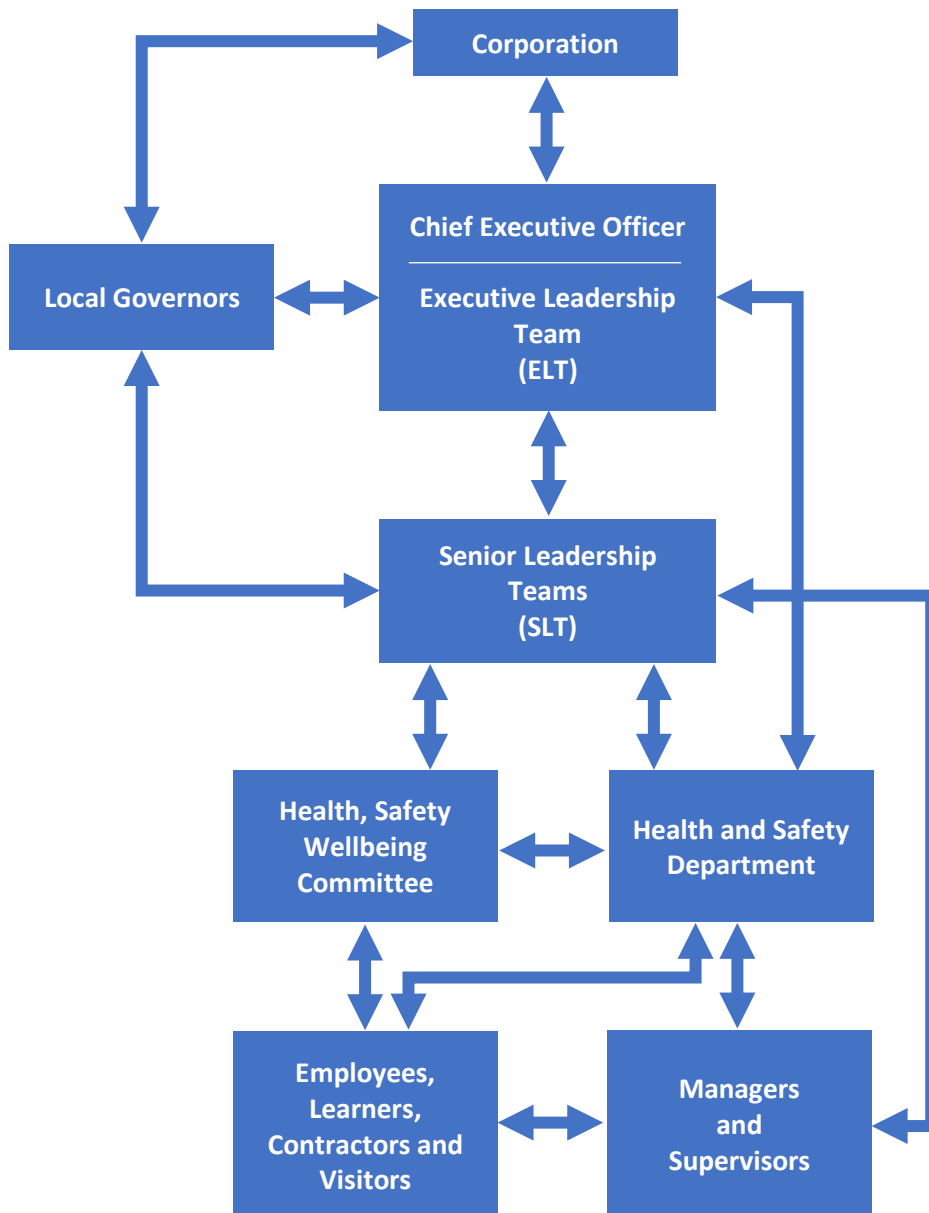 Corporation
Chief Executive Officer
Local Governors
Executive Leadership
Team
(ELT)
Senior Leadership
Teams
(SLT)
Health, Safety
Wellbeing
Committee
Health and Safety
Department
Employees,
Learners,
Contractors and
Visitors
Managers
and
Supervisors